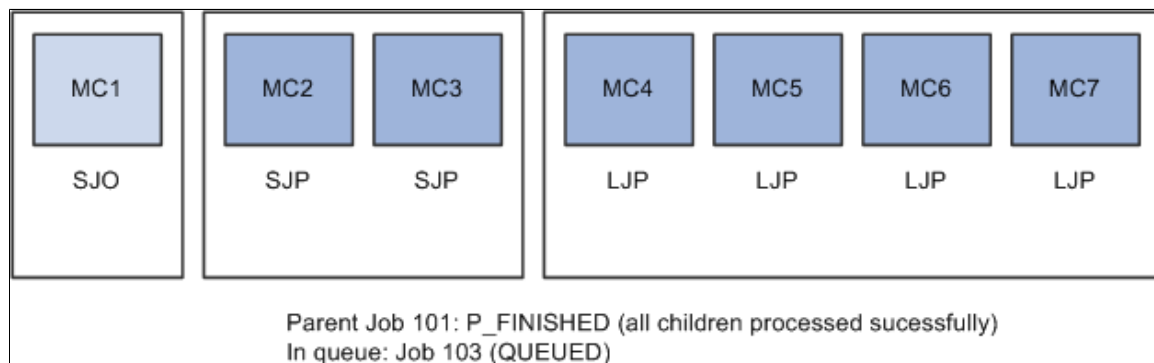 MC1 MC2 MC3 MC4 MC5 MC6 MC7
SJO SJP SJP LJP LJP LJP LJP
Parent Job 101: P_FINISHED (all children processed sucessfully)
In queue: Job 103 (QUEUED)